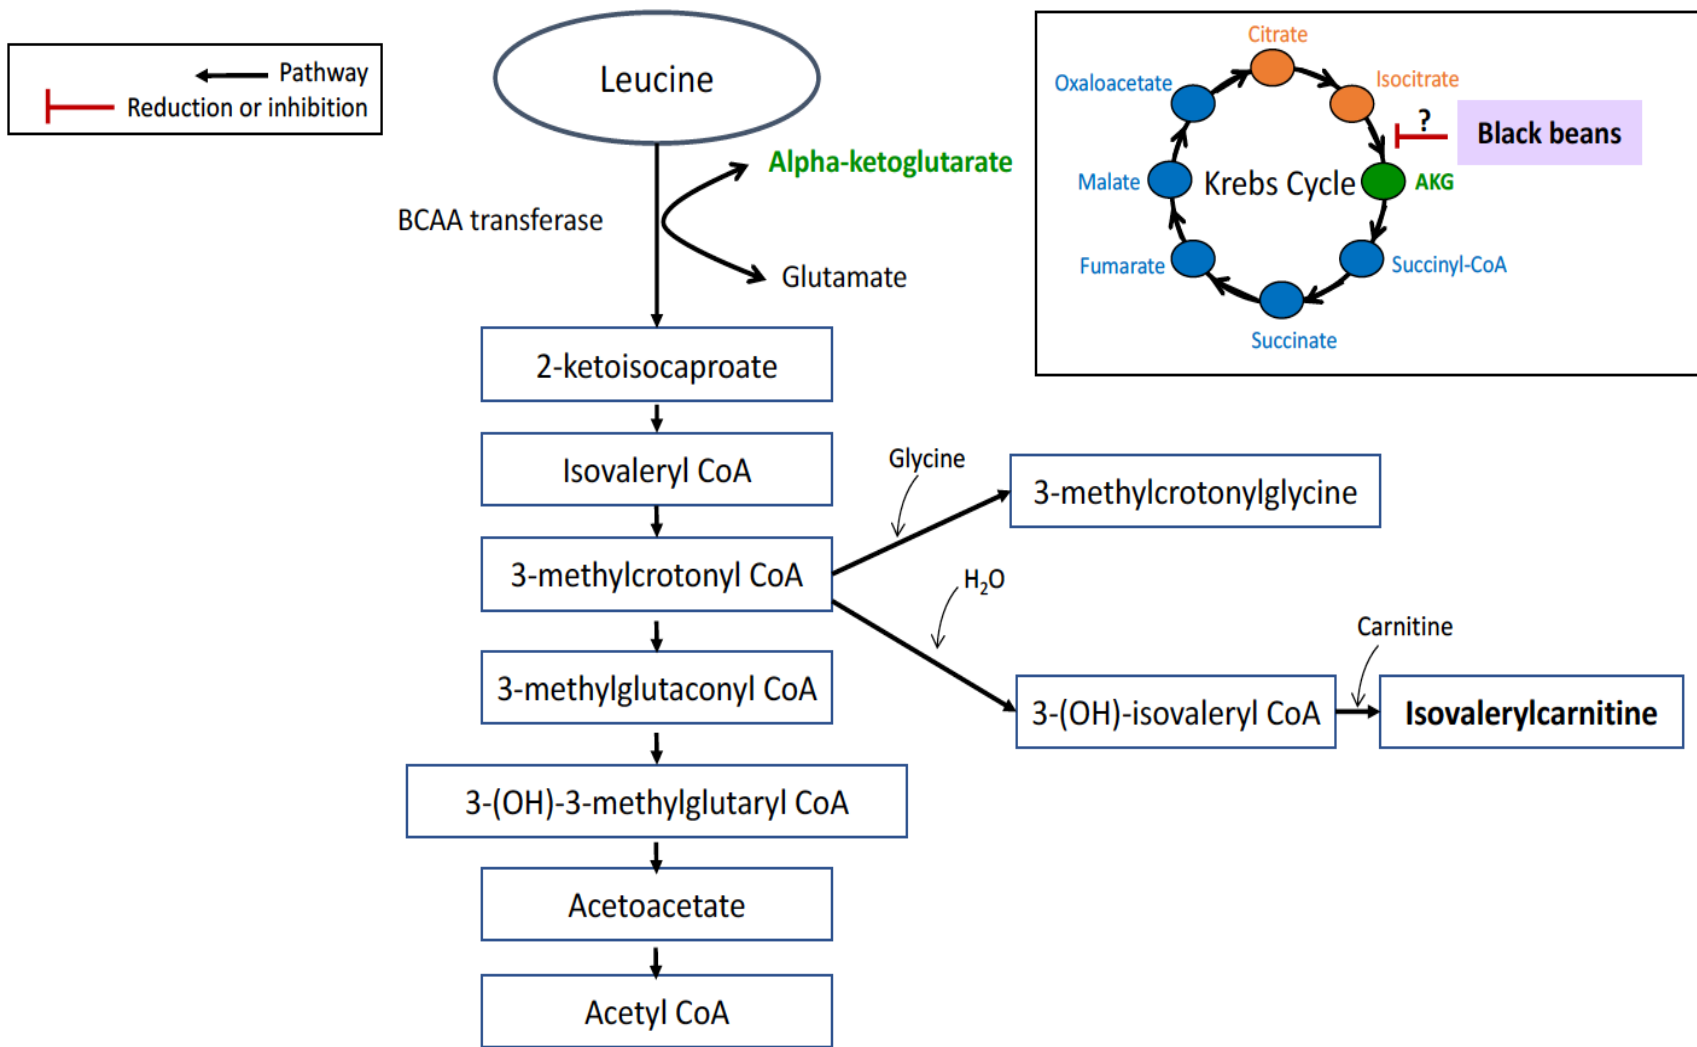 Pathway
Reduction or inhibition
Leucine
Alpha-ketoglutarate
BCAA transferase
Glutamate
2-ketoisocaproate
Isovaleryl CoA
Glycine
3-methylcrotonylglycine
3-methylcrotonyl CoA
H₂O
3-methylglutaconyl CoA
Carnitine
3-(OH)-isovaleryl CoA
Isovalerylcarnitine
3-(OH)-3-methylglutaryl CoA
Acetoacetate
Acetyl CoA
Citrate
Oxaloacetate
Isocitrate
?
Black beans
Malate
Krebs Cycle
AKG
Fumarate
Succinyl-CoA
Succinate